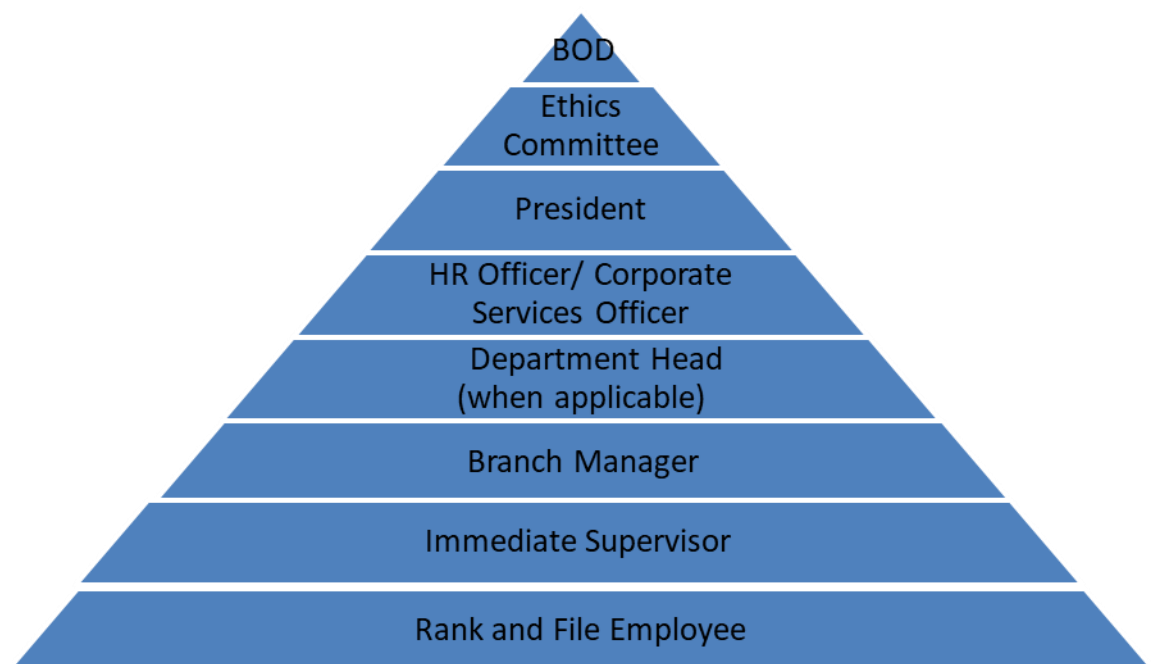 BOD
Ethics
Committee
President
HR Officer/ Corporate
Services Officer
Department Head
(when applicable)
Branch Manager
Immediate Supervisor
Rank and File Employee